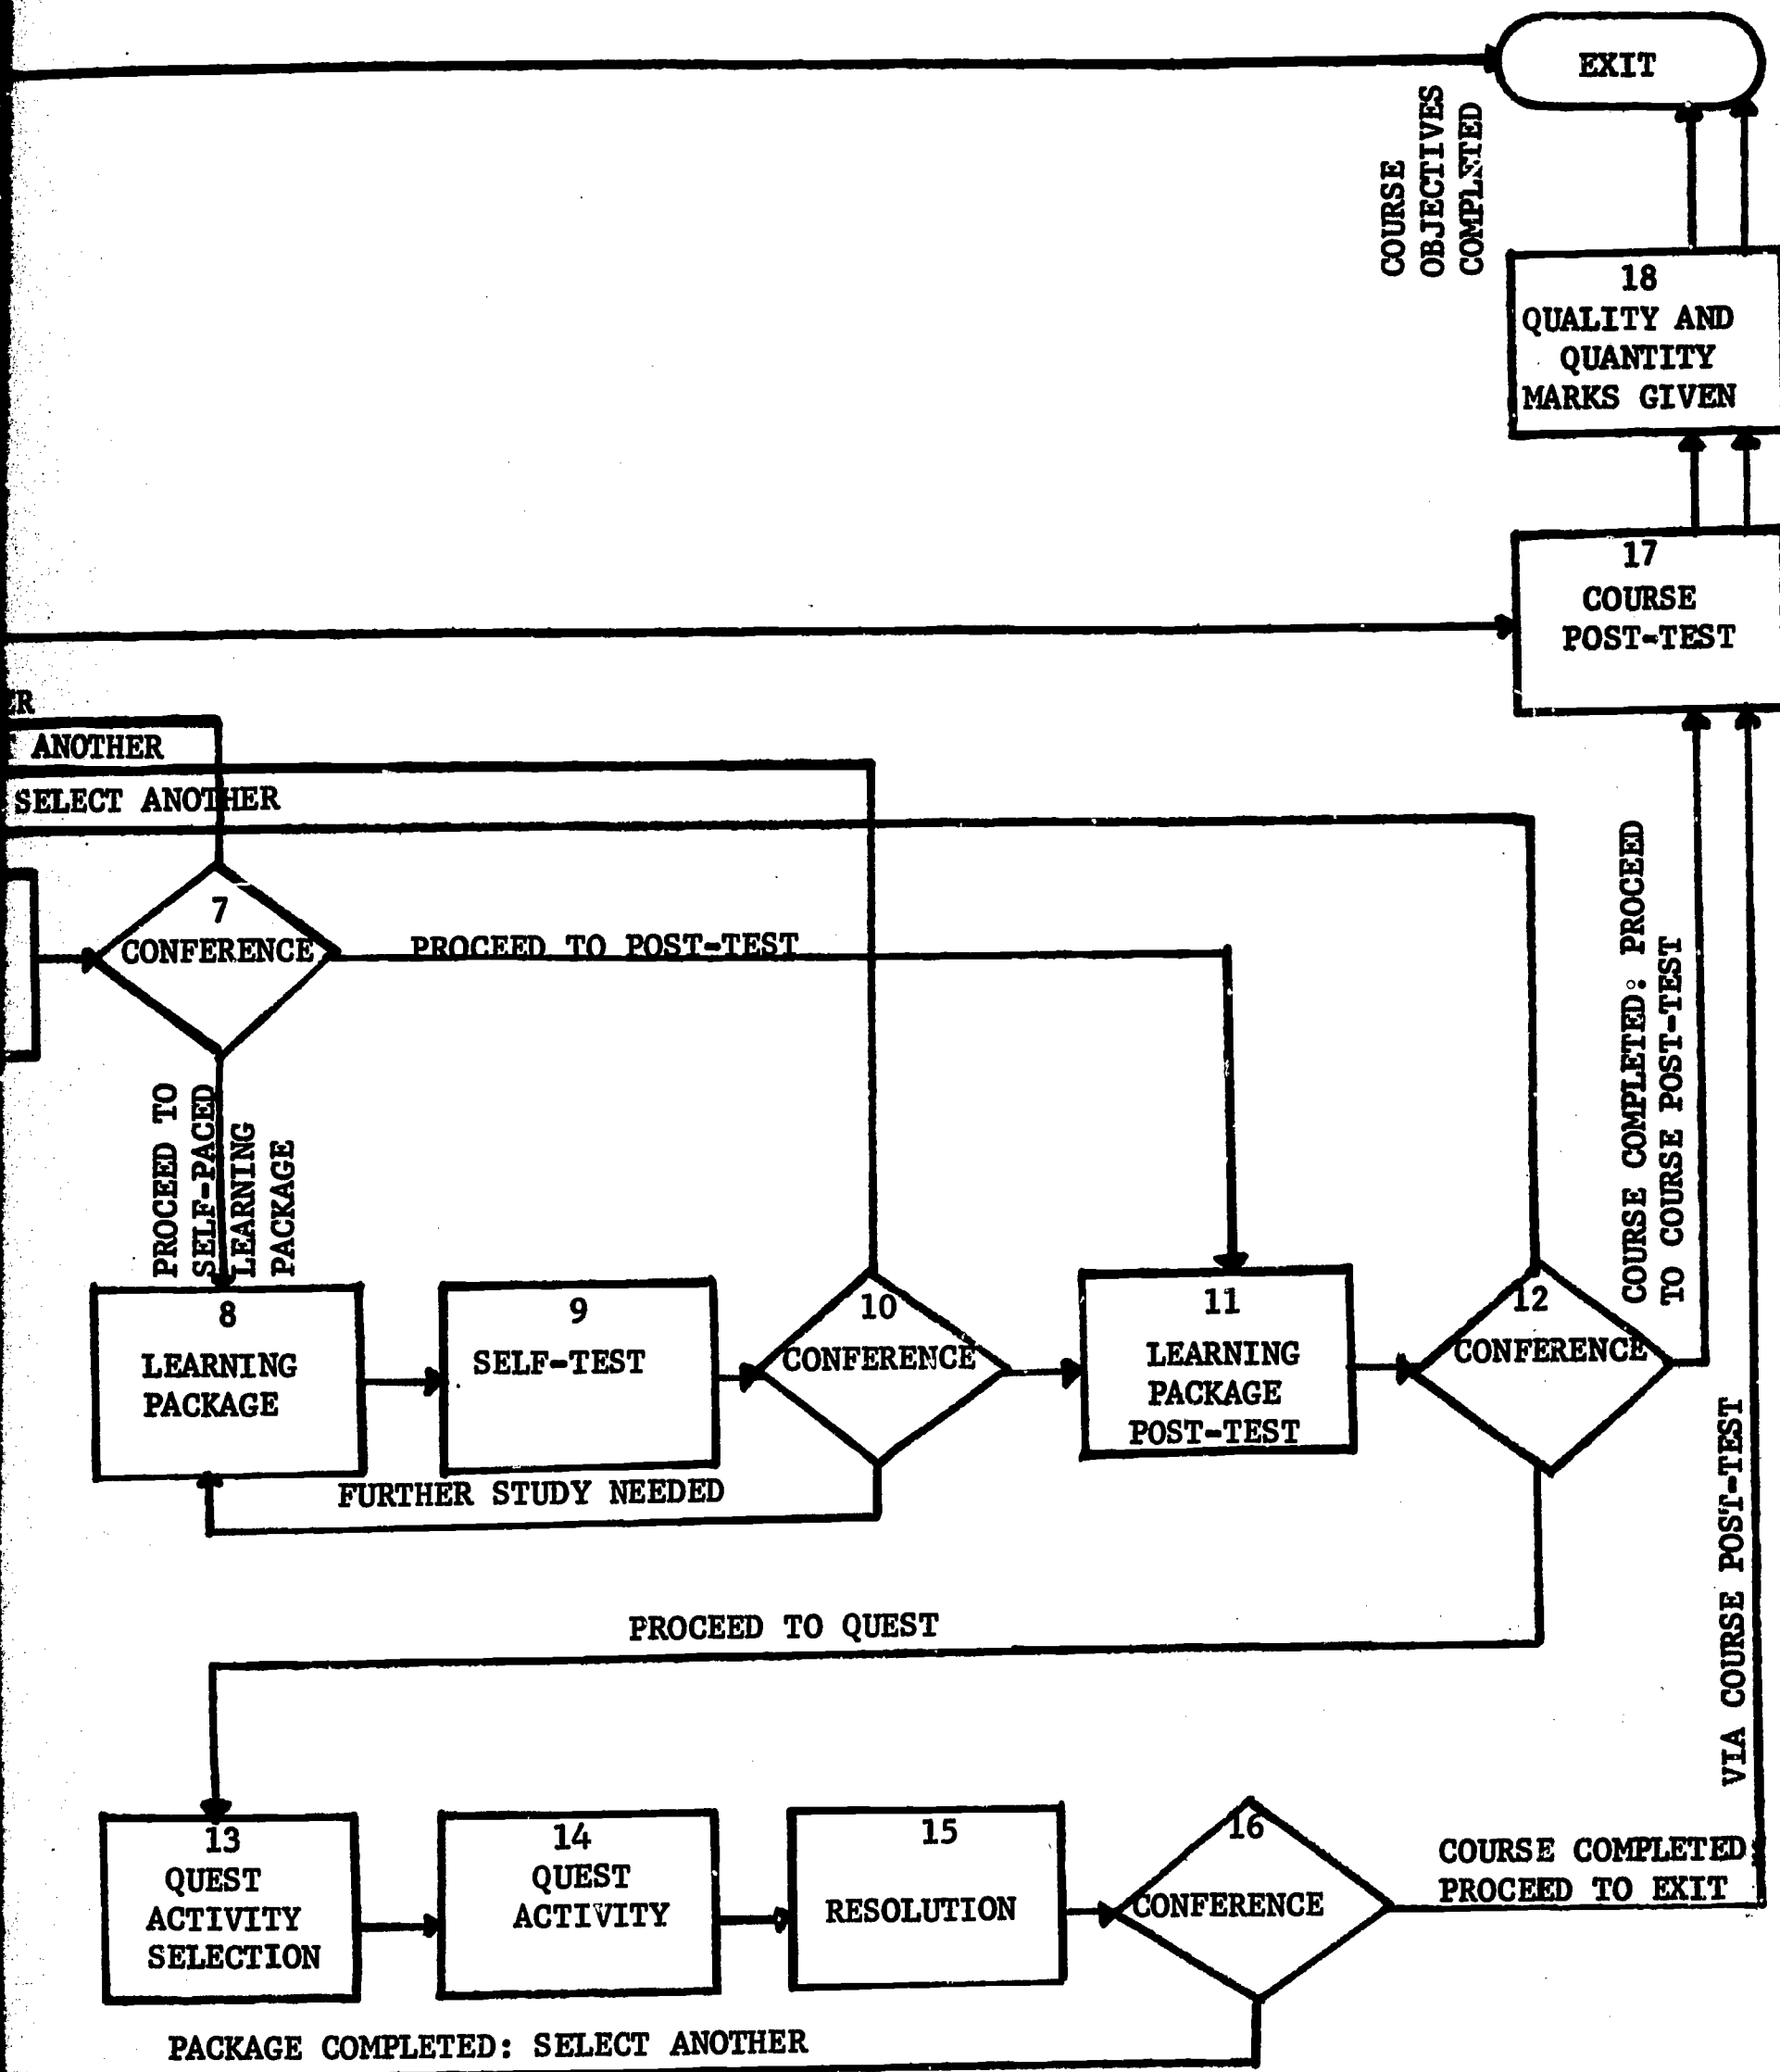 EXIT
COURSE
OBJECTIVES
COMPLETED
18
QUALITY AND
QUANTITY
MARKS GIVEN
17
COURSE
POST-TEST
ER
ANOTHER
SELECT ANOTHER
7
CONFERENCE
PROCEED TO POST-TEST
COURSE COMPLETED: PROCEED
TO COURSE POST-TEST
PROCEED TO
SELF-PACED
LEARNING
PACKAGE
8
LEARNING
PACKAGE
9
SELF-TEST
10
CONFERENCE
11
LEARNING
PACKAGE
POST-TEST
12
CONFERENCE
FURTHER STUDY NEEDED
PROCEED TO QUEST
VIA COURSE POST-TEST
13
QUEST
ACTIVITY
SELECTION
14
QUEST
ACTIVITY
15
RESOLUTION
16
CONFERENCE
COURSE COMPLETED:
PROCEED TO EXIT
PACKAGE COMPLETED: SELECT ANOTHER